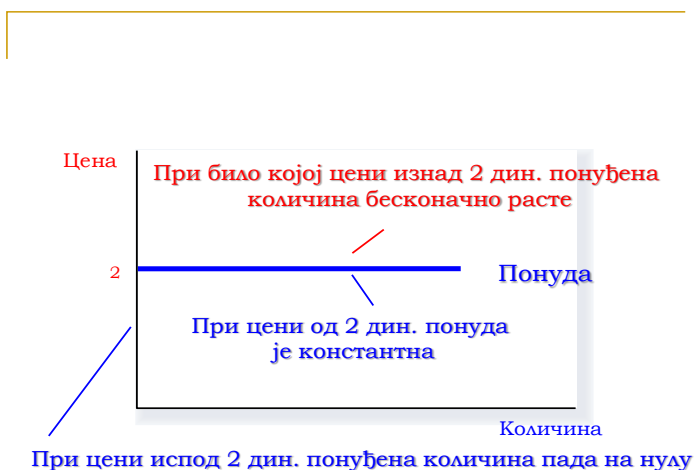 Цена
При било којој цени изнад 2 дин. понуђена
количина бесконачно расте
2
Понуда
При цени од 2 дин. понуда
је константна
Количина
При цени испод 2 дин. понуђена количина пада на нулу